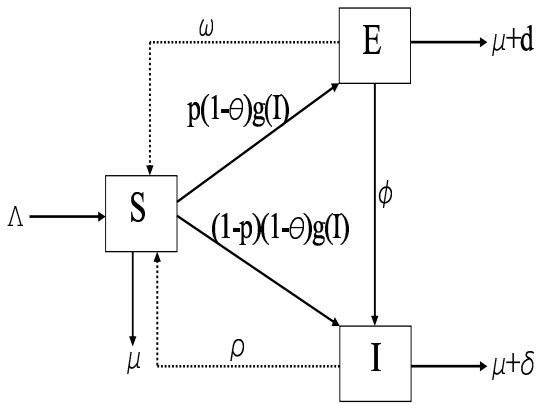 ω
E
μ+d
p(1-θ)g(I)
ϕ
Λ
S
(1-p)(1-θ)g(I)
μ
ρ
I
μ+δ